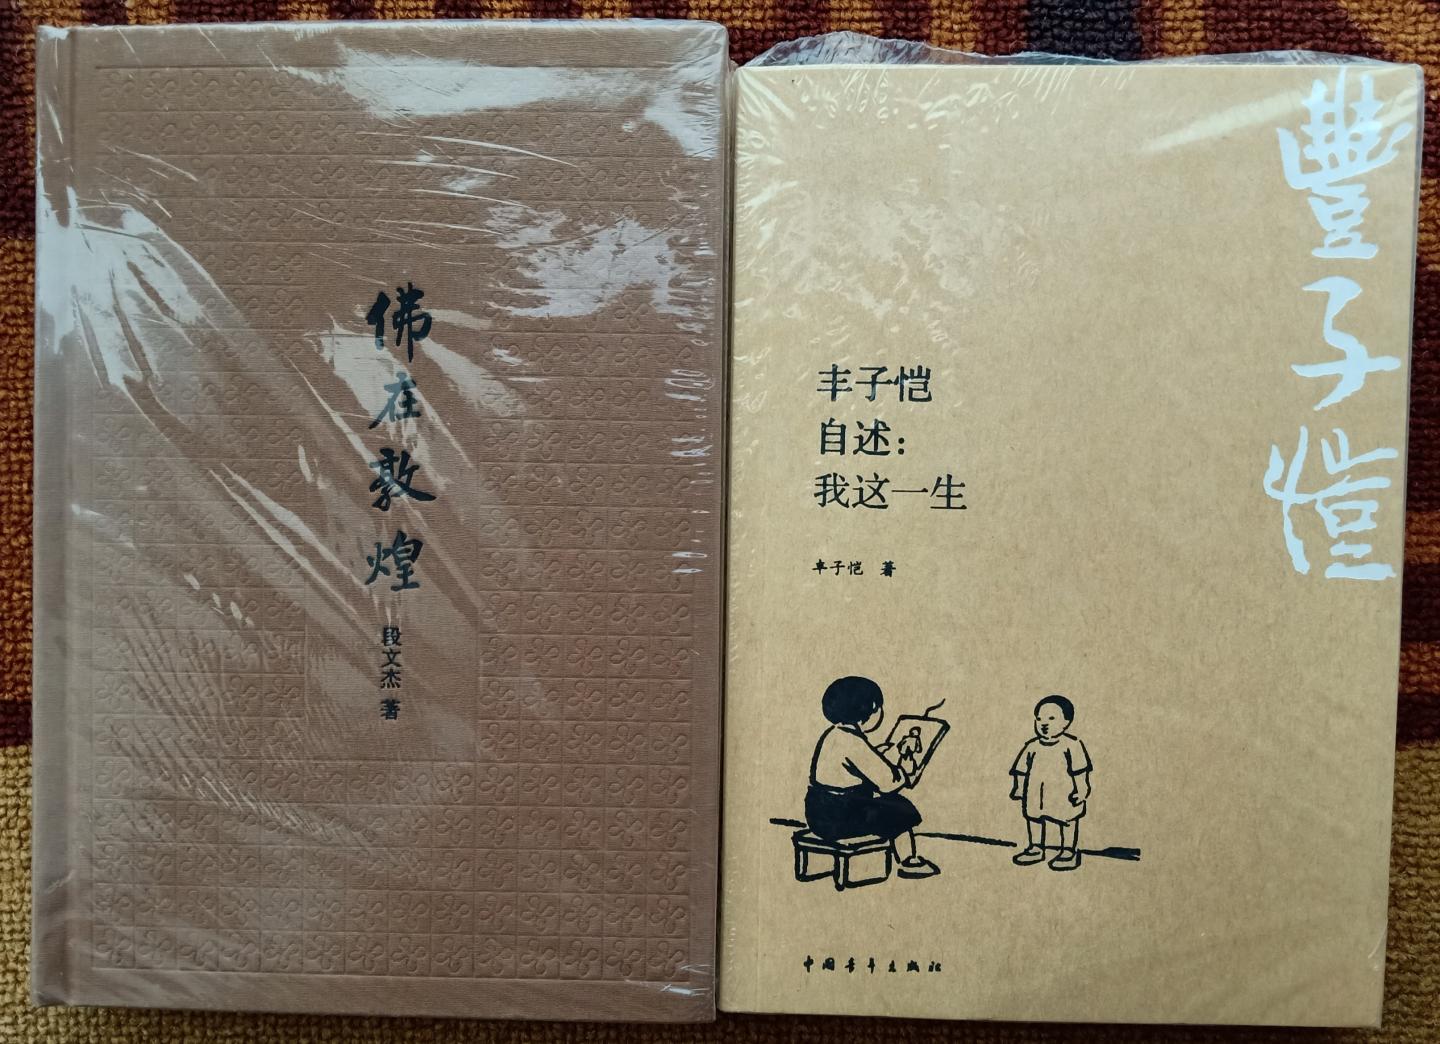 佛在敦煌
段文杰 著
豐子愷
丰子恺
自述：
我这一生
丰子恺 著
中国青年出版社